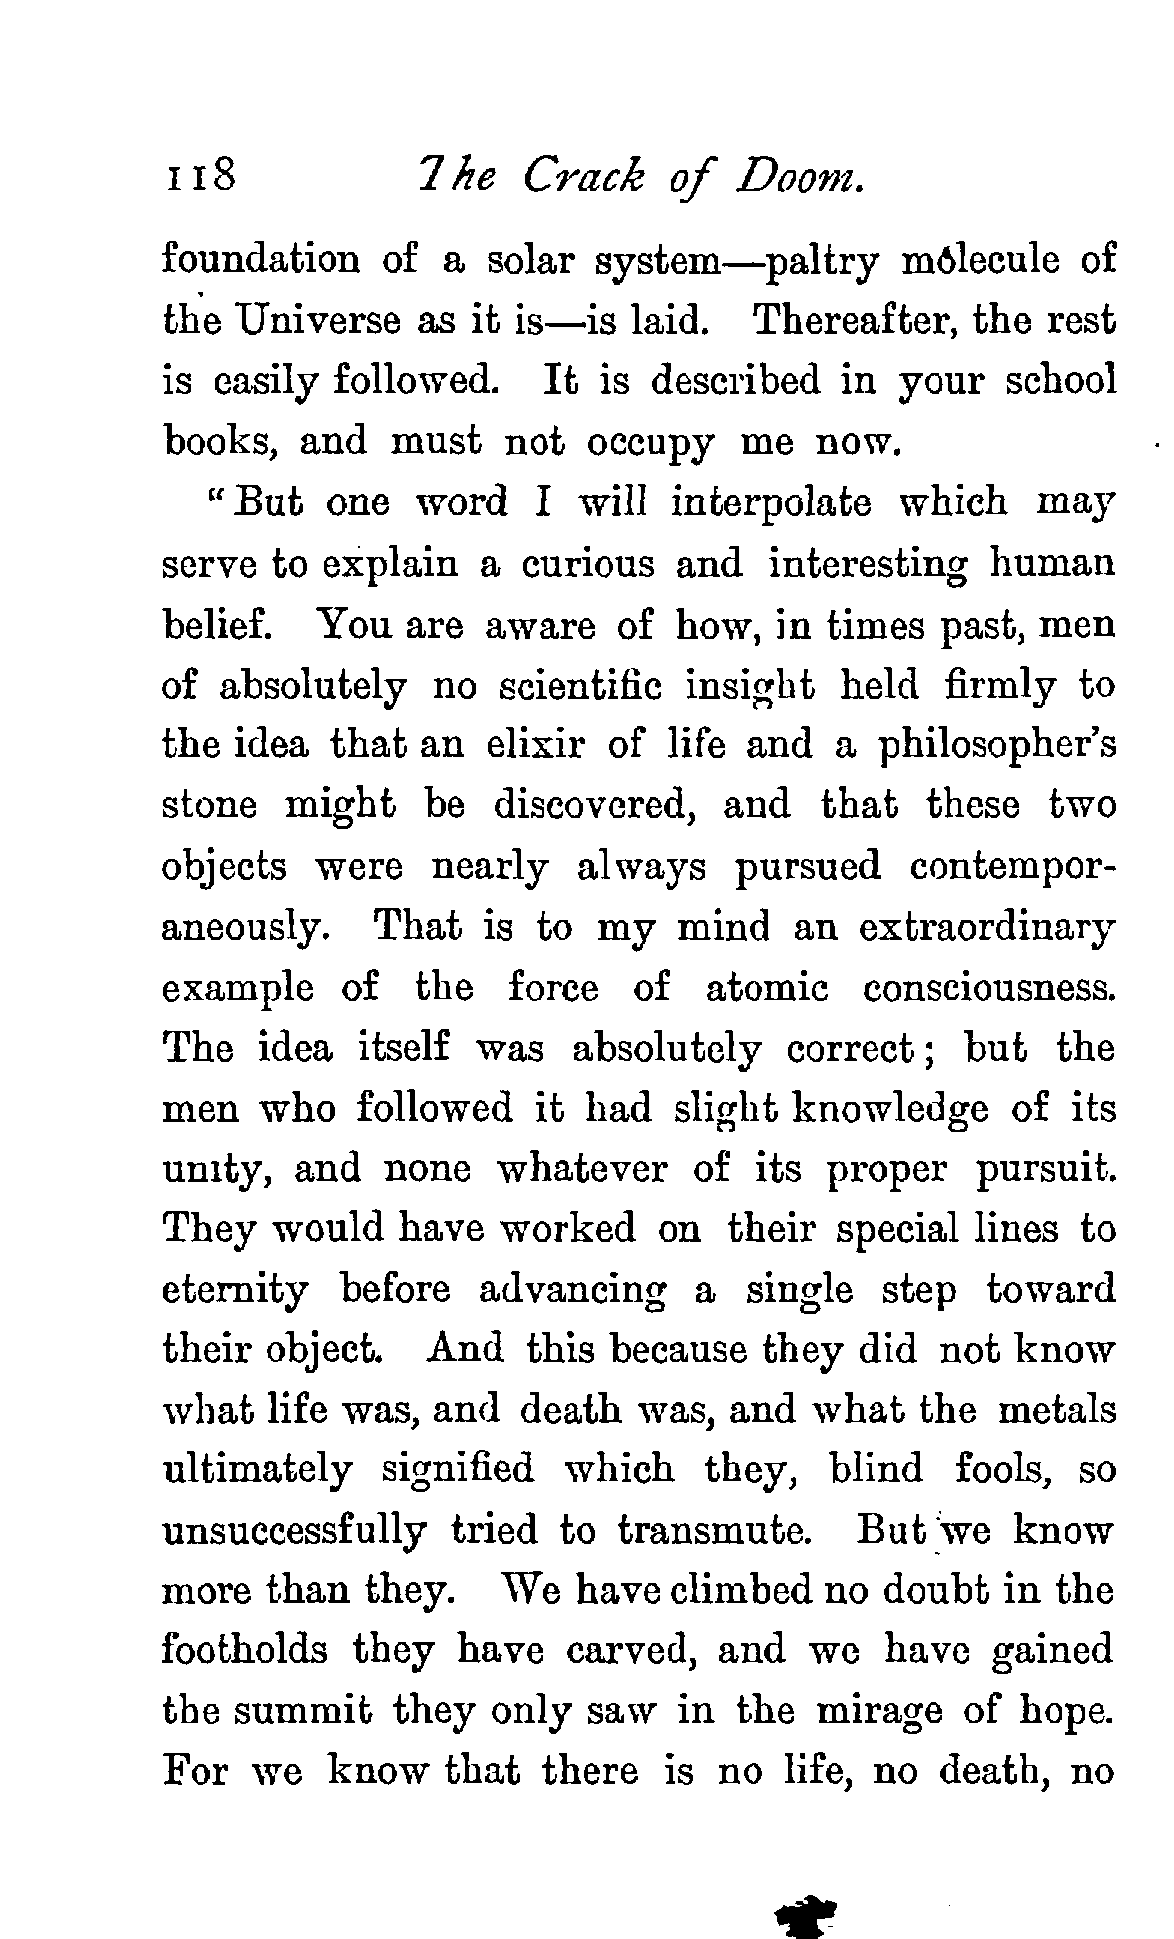 118 The Crack of Doom.
foundation of a solar system—paltry molecule of
the Universe as it is—is laid. Thereafter, the rest
is easily followed. It is described in your school
books, and must not occupy me now.
"But one word I will interpolate which may
serve to explain a curious and interesting human
belief. You are aware of how, in times past, men
of absolutely no scientific insight held firmly to
the idea that an elixir of life and a philosopher's
stone might be discovered, and that these two
objects were nearly always pursued contempor-
aneously. That is to my mind an extraordinary
example of the force of atomic consciousness.
The idea itself was absolutely correct; but the
men who followed it had slight knowledge of its
unity, and none whatever of its proper pursuit.
They would have worked on their special lines to
eternity before advancing a single step toward
their object. And this because they did not know
what life was, and death was, and what the metals
ultimately signified which they, blind fools, so
unsuccessfully tried to transmute. But we know
more than they. We have climbed no doubt in the
footholds they have carved, and we have gained
the summit they only saw in the mirage of hope.
For we know that there is no life, no death, no